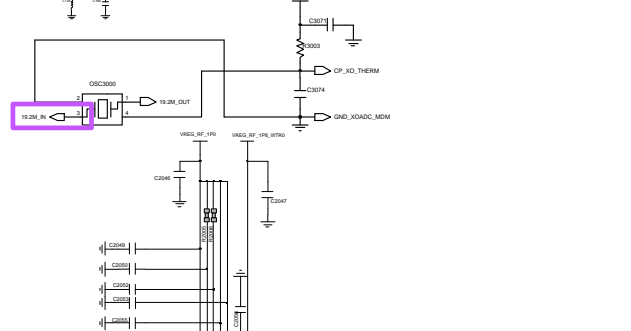 C3071
R3003
CP_XO_THERM
OSC3000
C3074
2
1
19.2M_OUT
19.2M_IN
3
4
GND_XOADC_MDM
VREG_RF_1P0
VREG_RF_1P8_WTR0
C2046
C2047
C2049
C2050
C2052
C2053
C2055